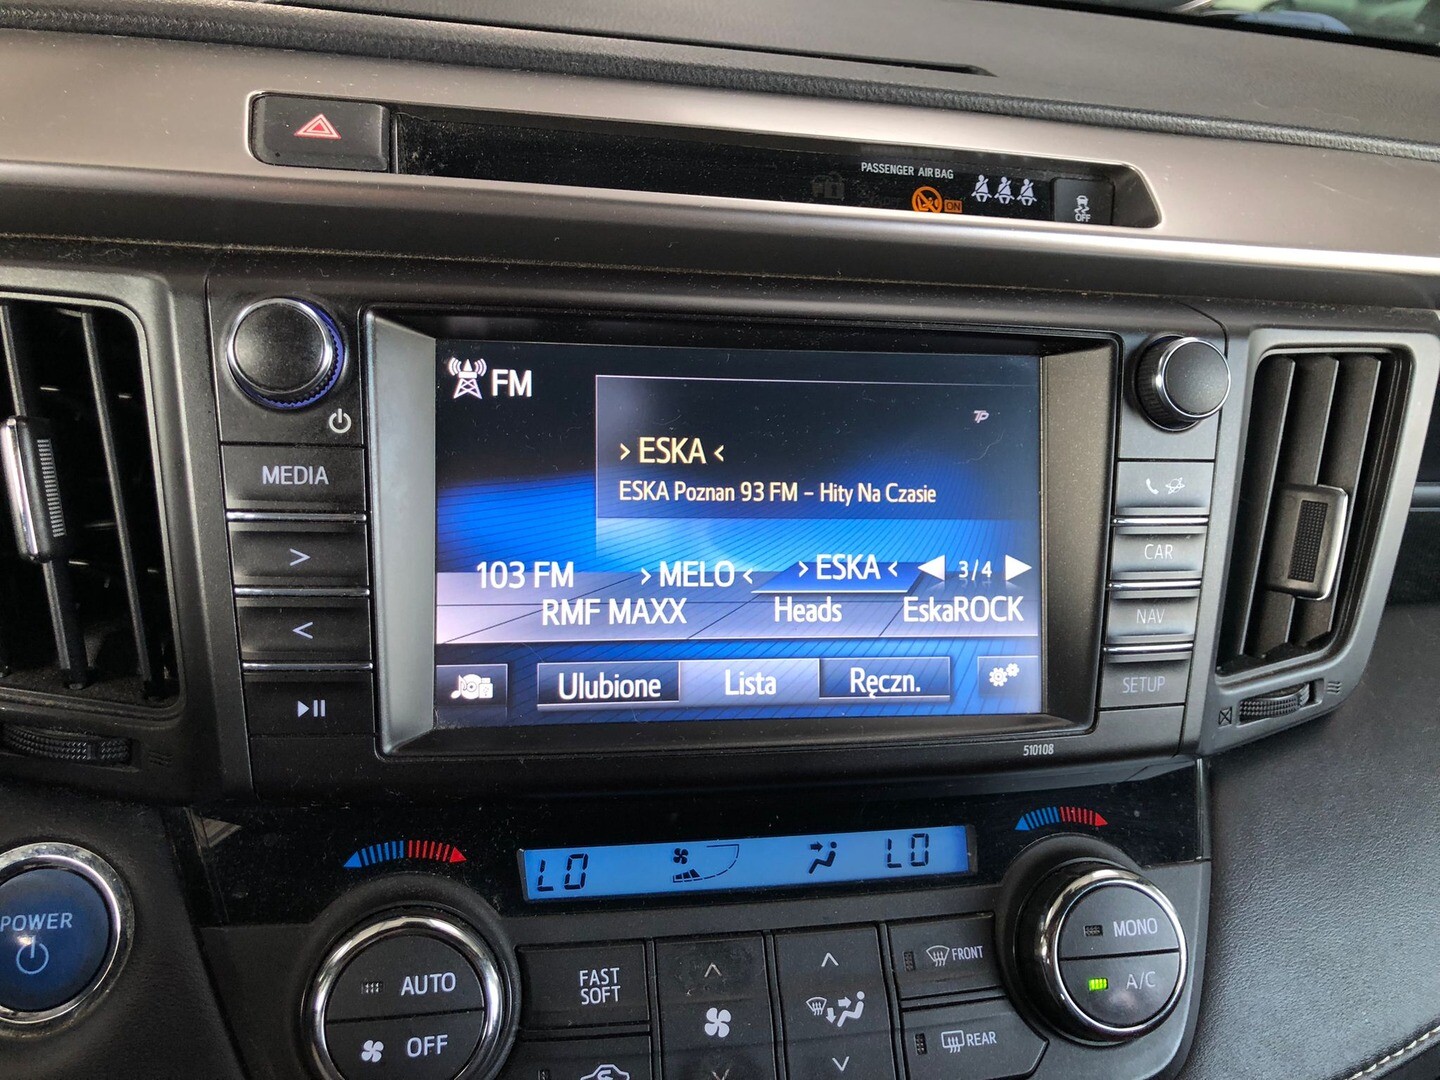 PASSENGER AIR BAG
ON
OFF
FM
TP
› ESKA ‹
ESKA Poznan 93 FM – Hity Na Czasie
103 FM › MELO ‹ › ESKA ‹ 3/4
RMF MAXX Heads EskaROCK
Ulubione Lista Ręczn.
MEDIA
>
<
CAR
NAV
SETUP
510108
LO LO
POWER
AUTO
OFF
FAST
SOFT
FRONT
REAR
MONO
A/C